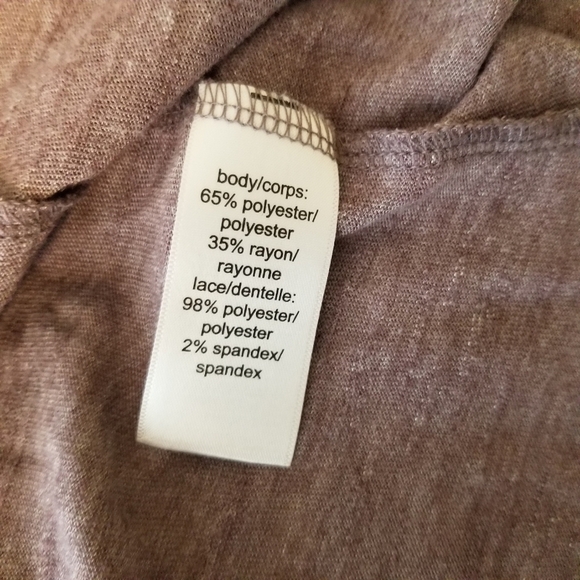 body/corps:
65% polyester/
polyester
35% rayon/
rayonne
lace/dentelle:
98% polyester/
polyester
2% spandex/
spandex